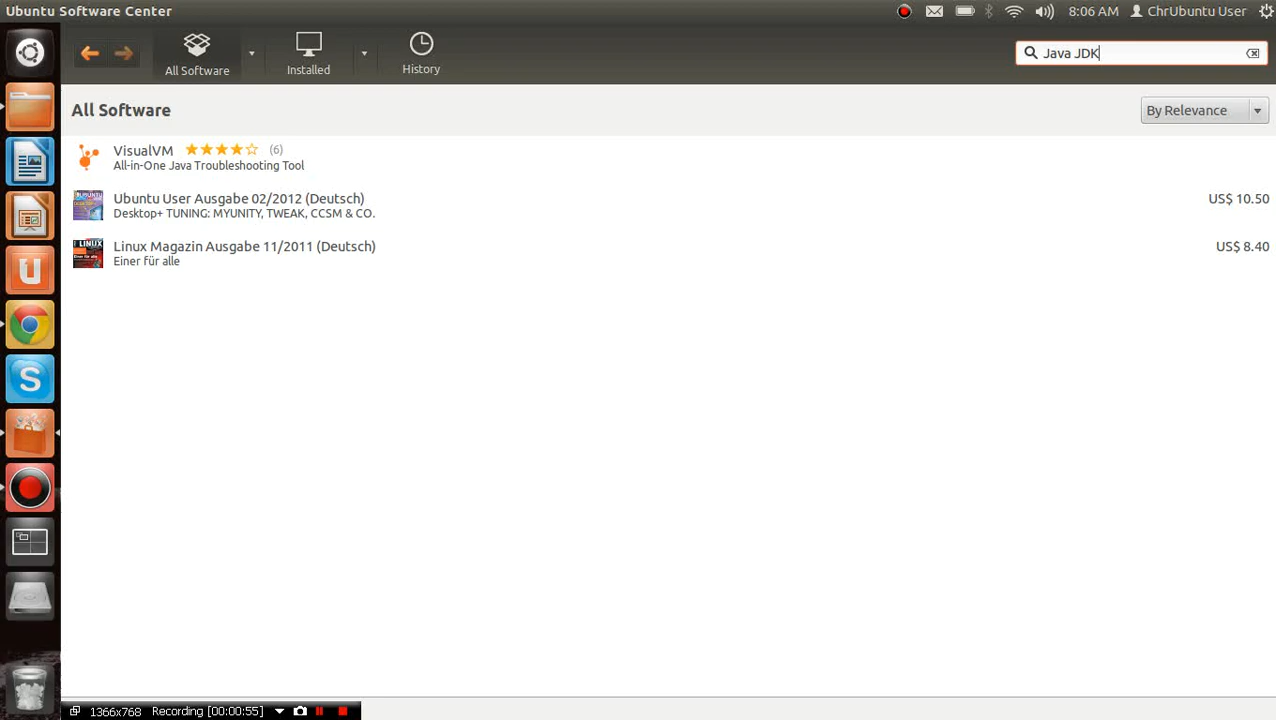 Ubuntu Software Center
8:06 AM
ChrUbuntu User
All Software
Installed
History
Java JDK
All Software
By Relevance
VisualVM (6)
All-in-One Java Troubleshooting Tool
Ubuntu User Ausgabe 02/2012 (Deutsch)
US$ 10.50
Desktop+ TUNING: MYUNITY, TWEAK, CCSM & CO.
Linux Magazin Ausgabe 11/2011 (Deutsch)
US$ 8.40
Einer für alle
1366x768 Recording [00:00:55]